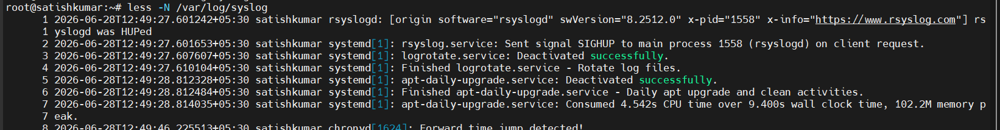 root@satishkumar:~# less -N /var/log/syslog
1 2026-06-28T12:49:27.601242+05:30 satishkumar rsyslogd: [origin software="rsyslogd" swVersion="8.2512.0" x-pid="1558" x-info="https://www.rsyslog.com"] rs
1 yslogd was HUPed
2 2026-06-28T12:49:27.601653+05:30 satishkumar systemd[1]: rsyslog.service: Sent signal SIGHUP to main process 1558 (rsyslogd) on client request.
3 2026-06-28T12:49:27.607607+05:30 satishkumar systemd[1]: logrotate.service: Deactivated successfully.
4 2026-06-28T12:49:27.610104+05:30 satishkumar systemd[1]: Finished logrotate.service - Rotate log files.
5 2026-06-28T12:49:28.812328+05:30 satishkumar systemd[1]: apt-daily-upgrade.service: Deactivated successfully.
6 2026-06-28T12:49:28.812484+05:30 satishkumar systemd[1]: Finished apt-daily-upgrade.service - Daily apt upgrade and clean activities.
7 2026-06-28T12:49:28.814035+05:30 satishkumar systemd[1]: apt-daily-upgrade.service: Consumed 4.542s CPU time over 9.400s wall clock time, 102.2M memory p
7 eak.
8 2026-06-28T12:49:46.225513+05:30 satishkumar chronyd[1624]: Forward time jump detected!